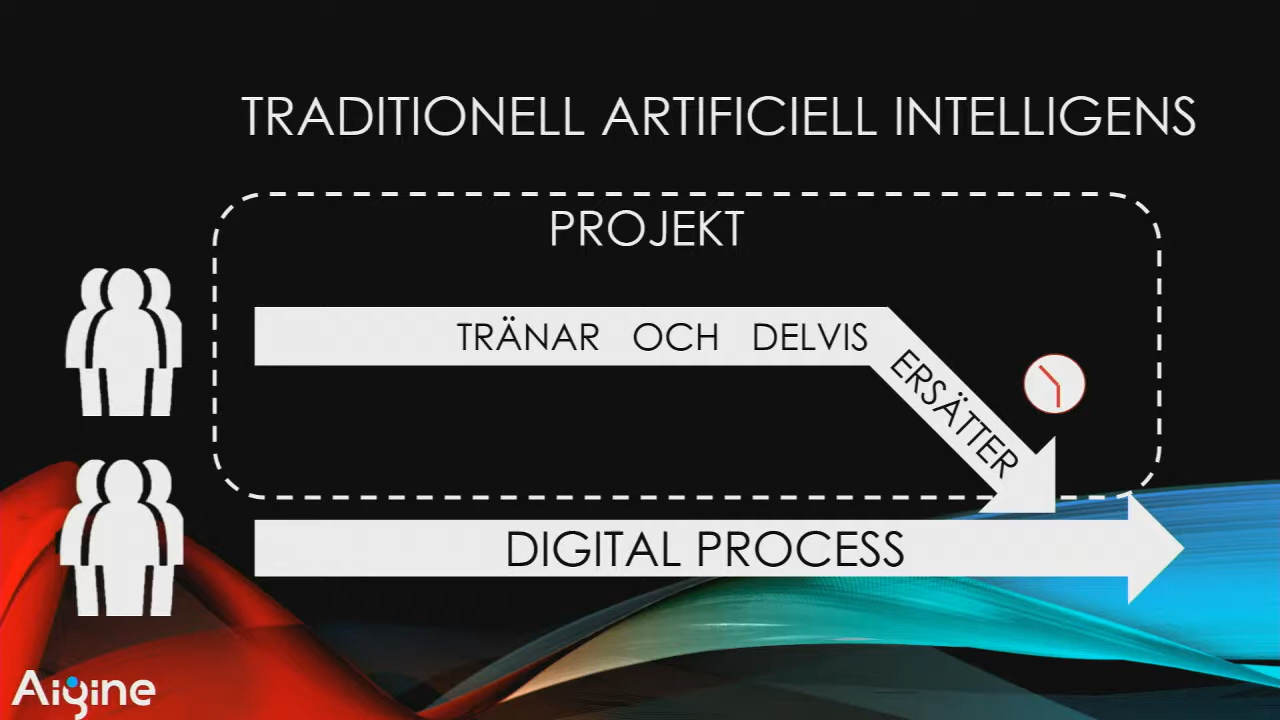 TRADITIONELL ARTIFICIELL INTELLIGENS
PROJEKT
TRÄNAR OCH DELVIS
ERSÄTTER
DIGITAL PROCESS
Aigine